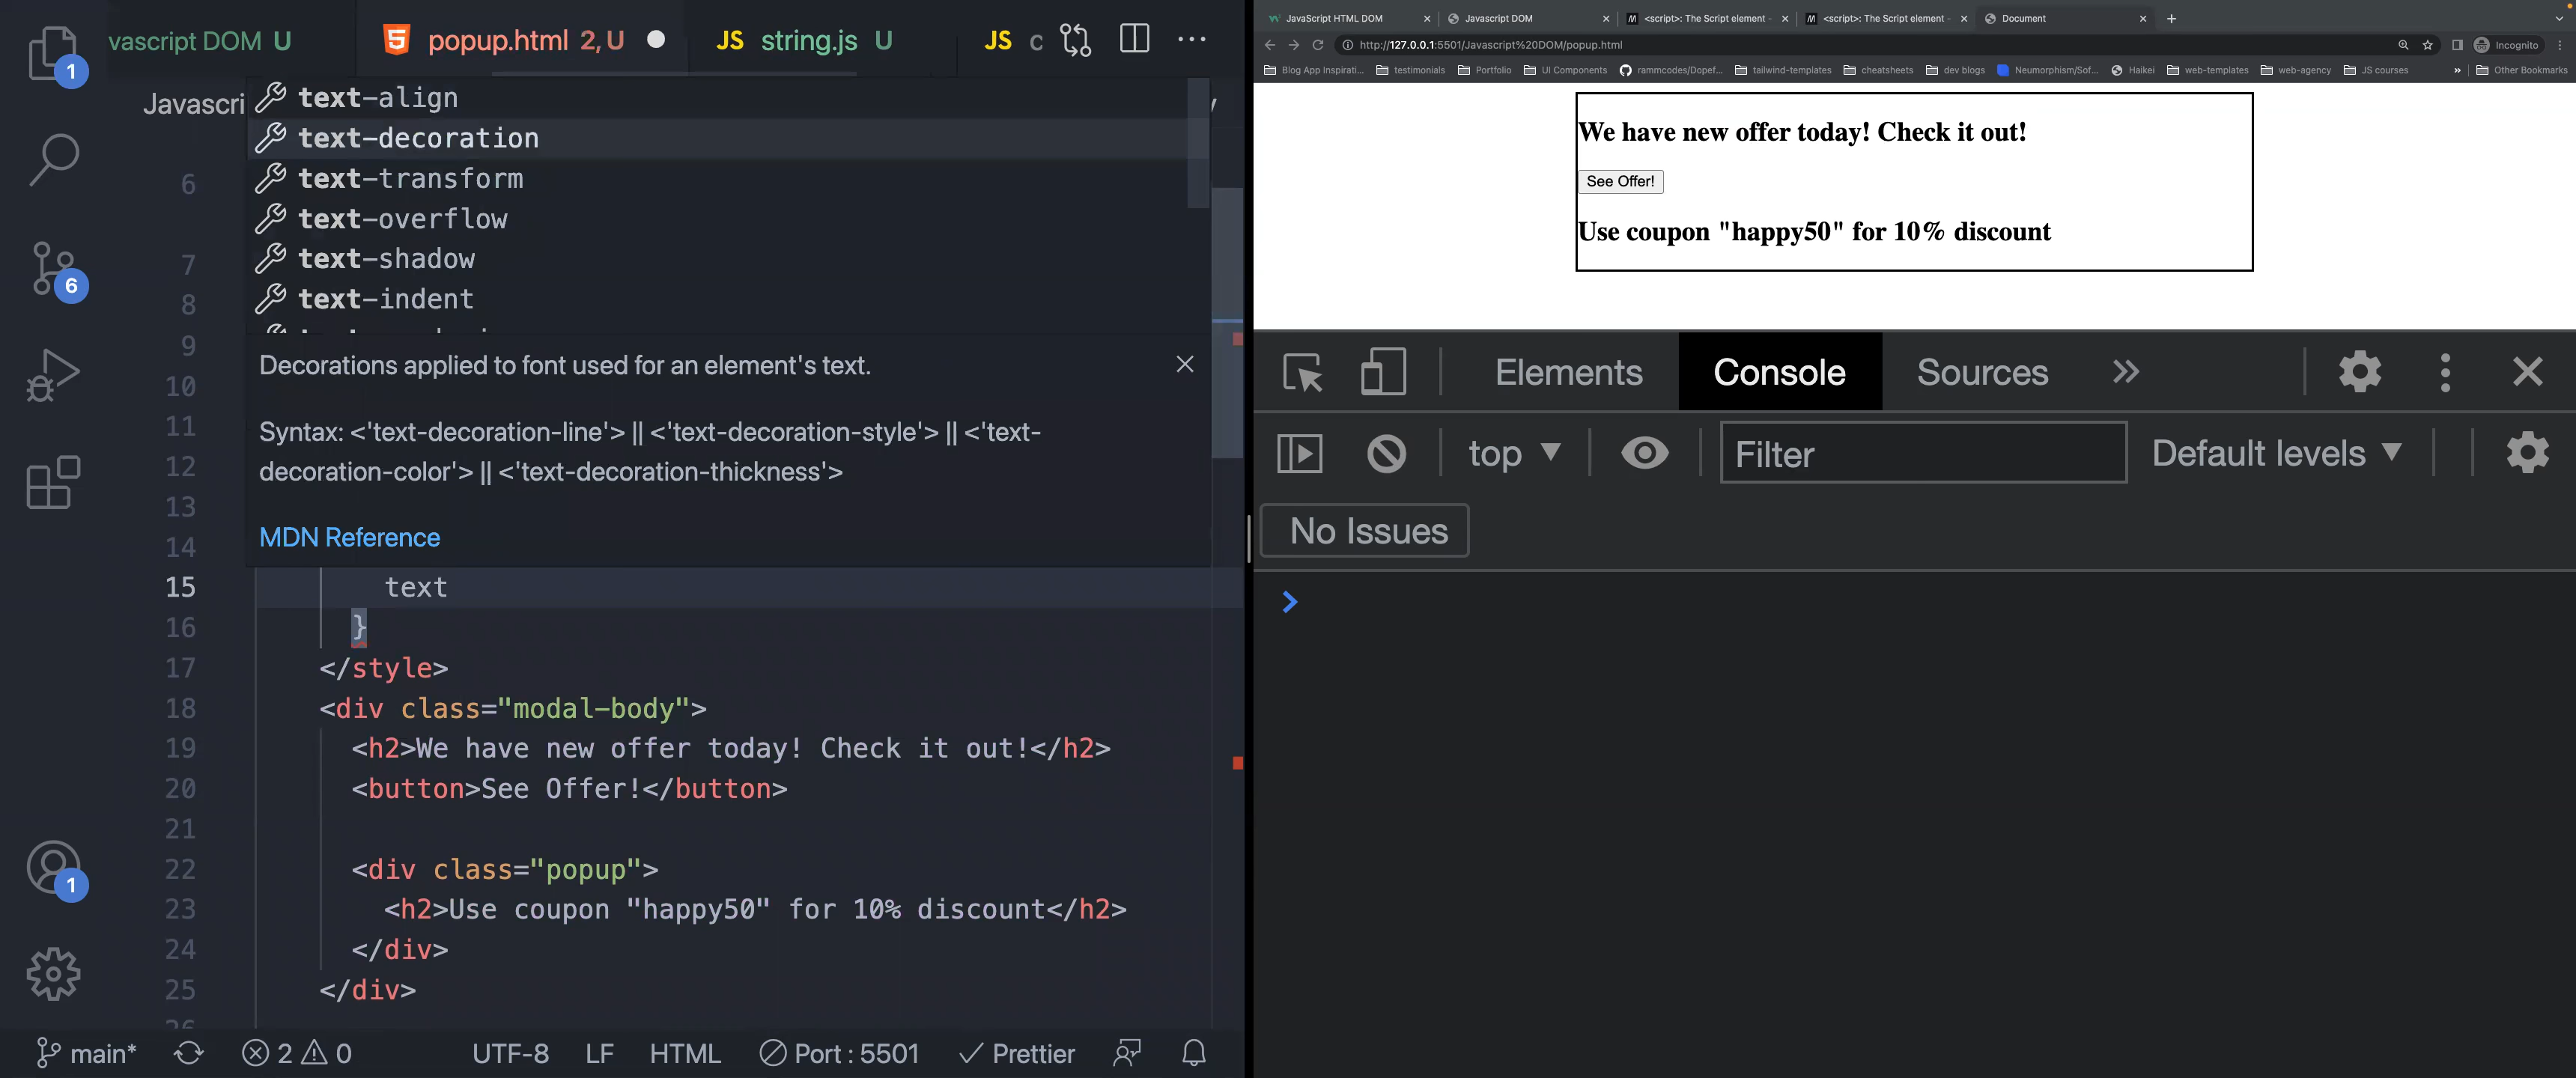 vascript DOM U
popup.html 2, U
JS string.js U
JS c
Javascri
text-align
text-decoration
text-transform
text-overflow
text-shadow
text-indent
Decorations applied to font used for an element's text.
Syntax: <'text-decoration-line'> || <'text-decoration-style'> || <'text-
decoration-color'> || <'text-decoration-thickness'>
MDN Reference
6
7
8
9
10
11
12
13
14
15 text
16 }
17 </style>
18 <div class="modal-body">
19 <h2>We have new offer today! Check it out!</h2>
20 <button>See Offer!</button>
21
22 <div class="popup">
23 <h2>Use coupon "happy50" for 10% discount</h2>
24 </div>
25 </div>
26
1
6
1
main* 2 0 UTF-8 LF HTML Port : 5501 Prettier
JavaScript HTML DOM
Javascript DOM
<script>: The Script element -
<script>: The Script element -
Document
http://127.0.0.1:5501/Javascript%20DOM/popup.html
Incognito
Blog App Inspirati... testimonials Portfolio UI Components rammcodes/Dopef... tailwind-templates cheatsheets dev blogs Neumorphism/Sof... Haikei web-templates web-agency JS courses » Other Bookmarks
We have new offer today! Check it out!
See Offer!
Use coupon "happy50" for 10% discount
Elements Console Sources »
top Filter Default levels
No Issues